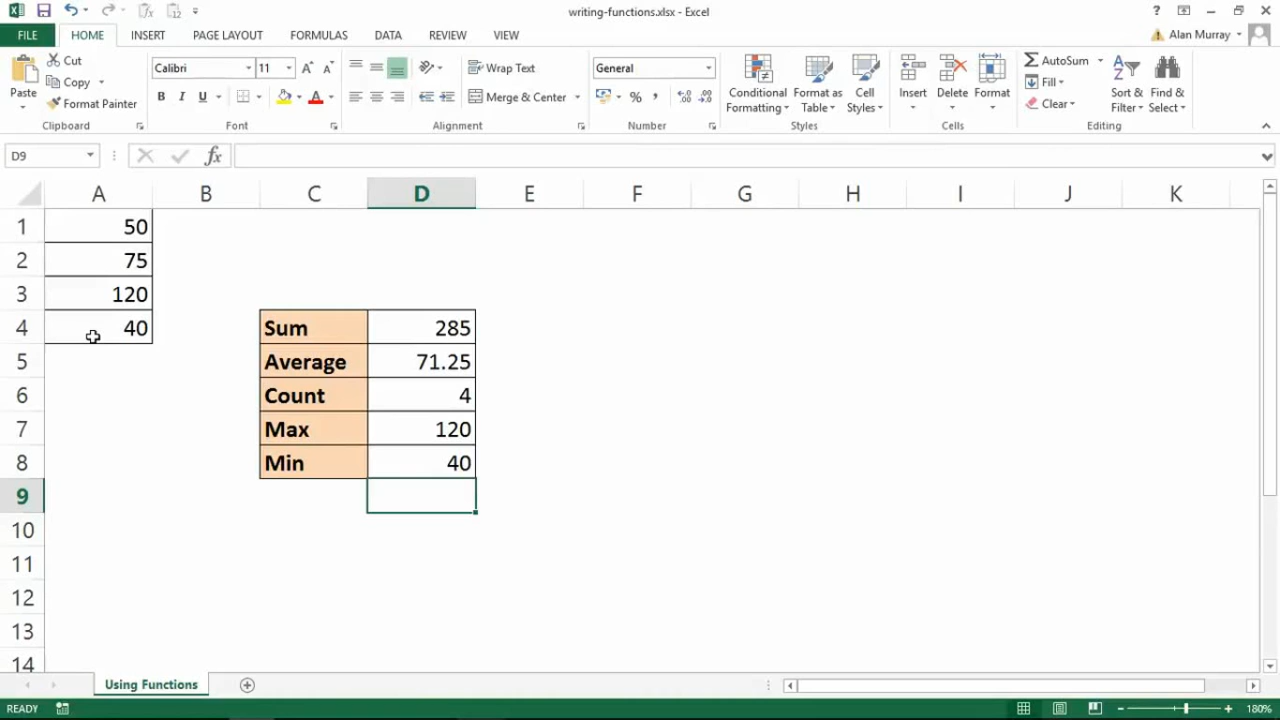 writing-functions.xlsx - Excel
?
FILE HOME INSERT PAGE LAYOUT FORMULAS DATA REVIEW VIEW Alan Murray
Paste
Cut
Copy
Format Painter
Clipboard
Calibri 11
B I U
Font
Wrap Text
Merge & Center
Alignment
General
%
Number
Conditional
Formatting
Format as
Table
Cell
Styles
Styles
Insert
Delete
Format
Cells
AutoSum
Fill
Clear
Sort &
Filter
Find &
Select
Editing
D9 fx
A B C D E F G H I J K
1 50
2 75
3 120
4 40 Sum 285
5 Average 71.25
6 Count 4
7 Max 120
8 Min 40
9
10
11
12
13
14
Using Functions
READY 180%